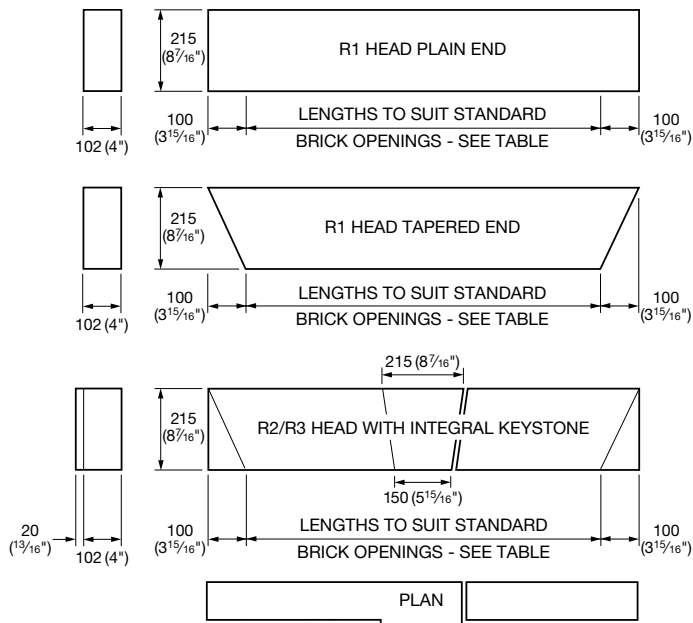 215
(8⁷⁄₁₆")
R1 HEAD PLAIN END
102 (4")
100
(3¹⁵⁄₁₆")
LENGTHS TO SUIT STANDARD
BRICK OPENINGS - SEE TABLE
100
(3¹⁵⁄₁₆")
215
(8⁷⁄₁₆")
R1 HEAD TAPERED END
102 (4")
100
(3¹⁵⁄₁₆")
LENGTHS TO SUIT STANDARD
BRICK OPENINGS - SEE TABLE
100
(3¹⁵⁄₁₆")
215 (8⁷⁄₁₆")
215
(8⁷⁄₁₆")
R2/R3 HEAD WITH INTEGRAL KEYSTONE
150 (5¹⁵⁄₁₆")
20
(¹³⁄₁₆")
102 (4")
100
(3¹⁵⁄₁₆")
LENGTHS TO SUIT STANDARD
BRICK OPENINGS - SEE TABLE
100
(3¹⁵⁄₁₆")
PLAN